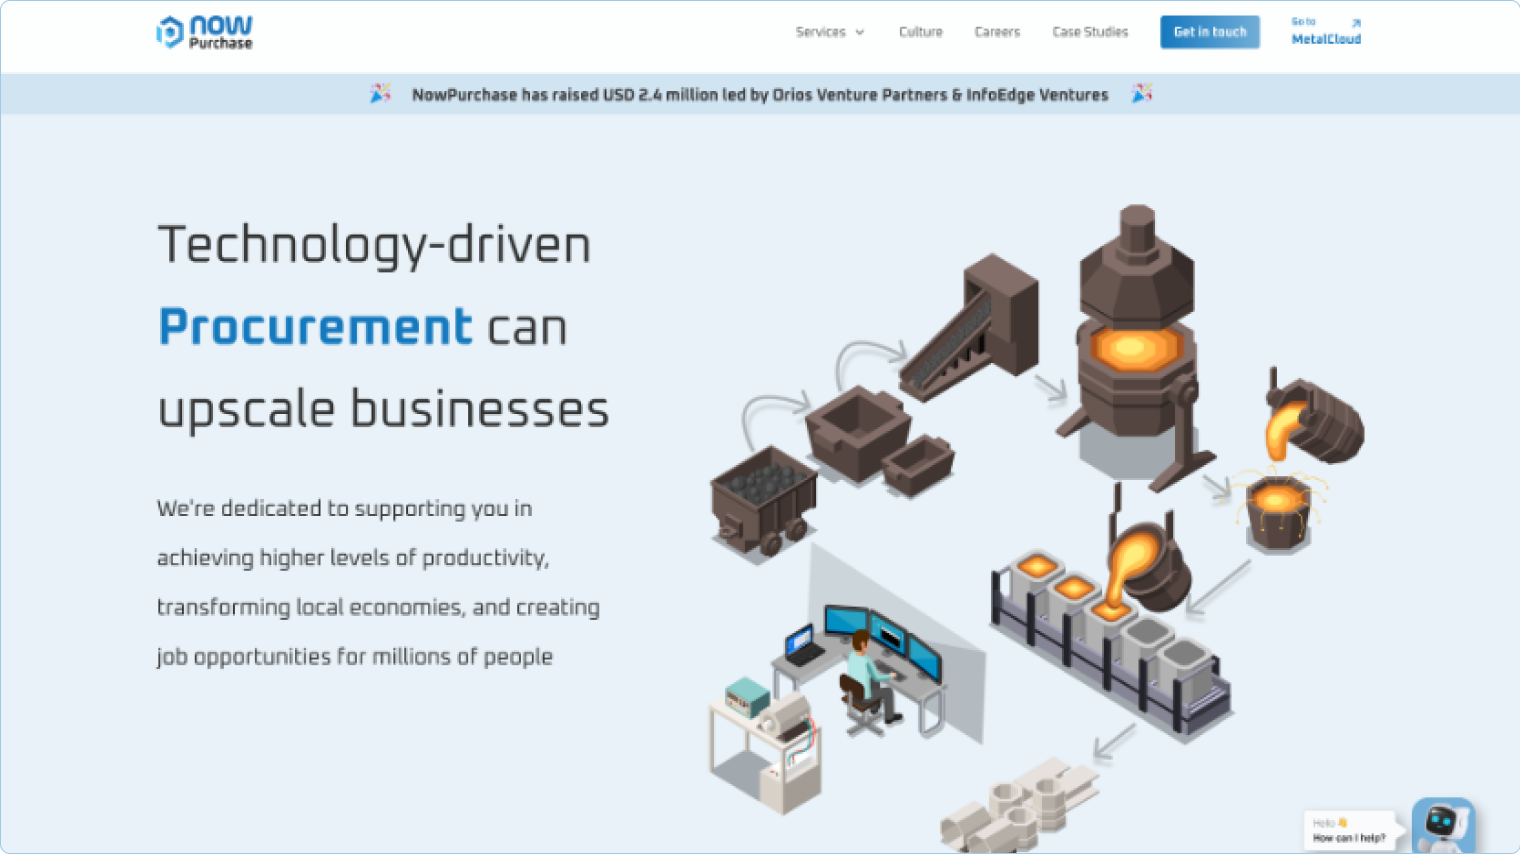 now
Purchase
Services
Culture
Careers
Case Studies
Get in touch
Go to
MetalCloud
NowPurchase has raised USD 2.4 million led by Orios Venture Partners & InfoEdge Ventures
Technology-driven
Procurement can
upscale businesses
We're dedicated to supporting you in
achieving higher levels of productivity,
transforming local economies, and creating
job opportunities for millions of people
Hello 👋
How can I help?